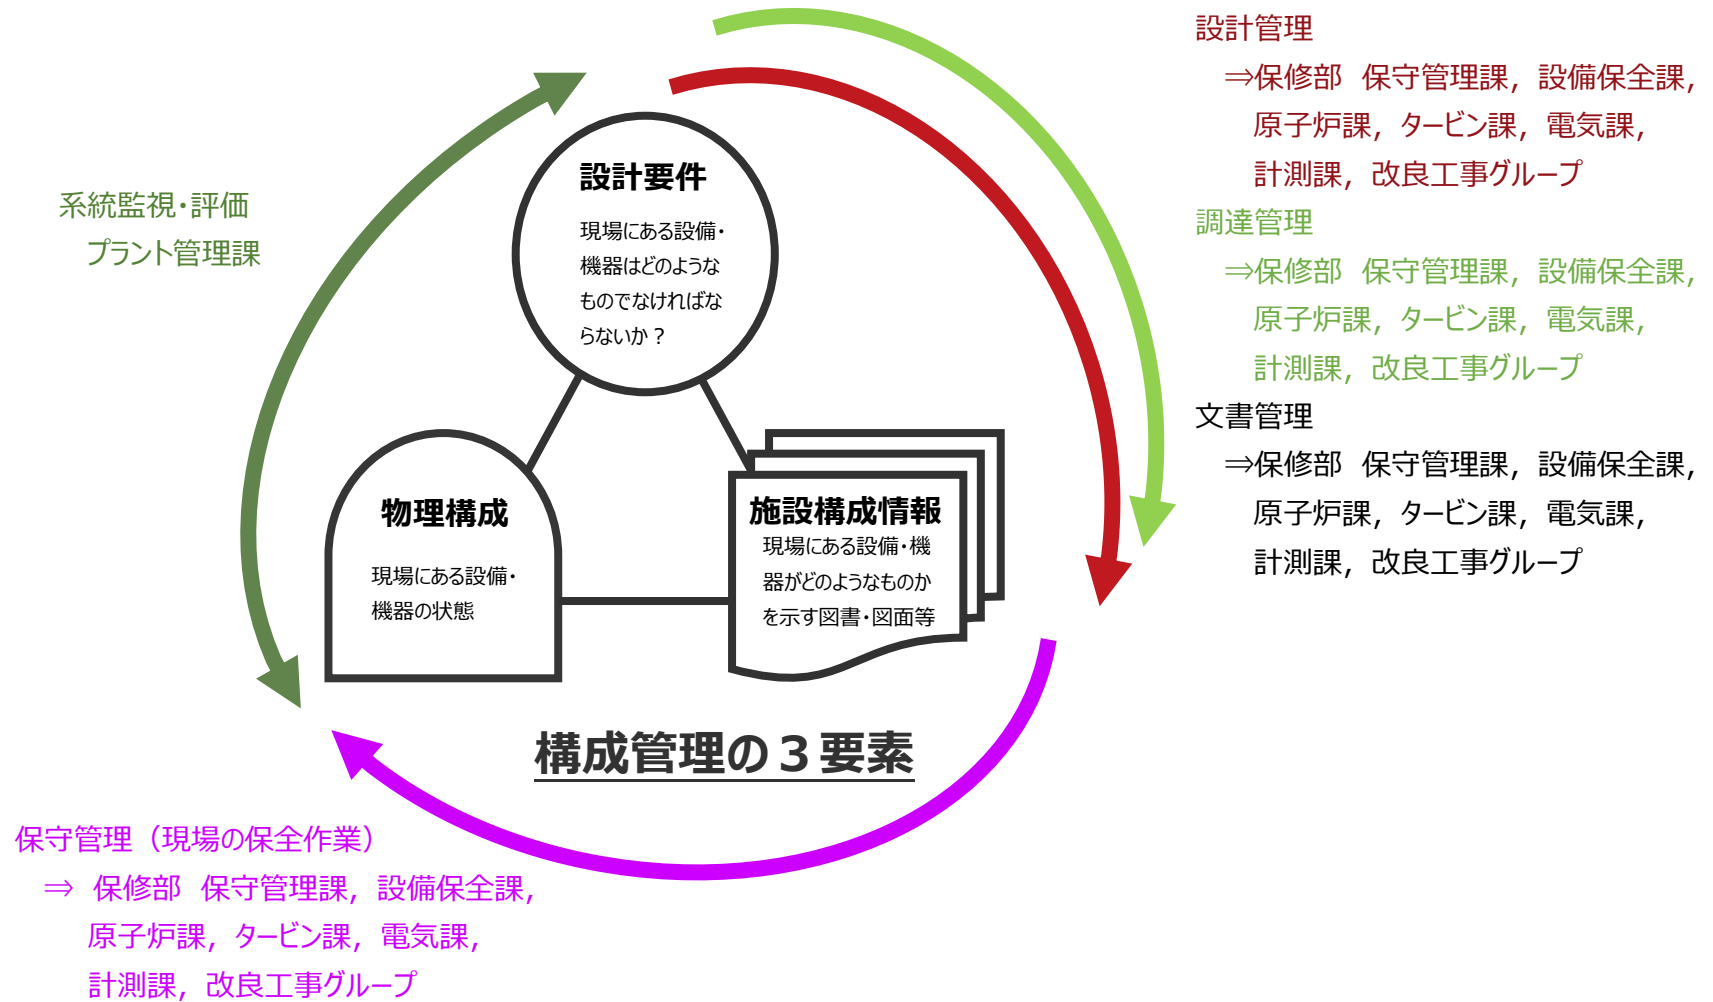 設計管理
⇒保修部 保守管理課, 設備保全課,
原子炉課, タービン課, 電気課,
計測課, 改良工事グループ
調達管理
⇒保修部 保守管理課, 設備保全課,
原子炉課, タービン課, 電気課,
計測課, 改良工事グループ
文書管理
⇒保修部 保守管理課, 設備保全課,
原子炉課, タービン課, 電気課,
計測課, 改良工事グループ
系統監視・評価
プラント管理課
設計要件
現場にある設備・
機器はどのような
ものでなければな
らないか?
物理構成
現場にある設備・
機器の状態
施設構成情報
現場にある設備・機
器がどのようなものか
を示す図書・図面等
構成管理の3要素
保守管理(現場の保全作業)
⇒ 保修部 保守管理課, 設備保全課,
原子炉課, タービン課, 電気課,
計測課, 改良工事グループ